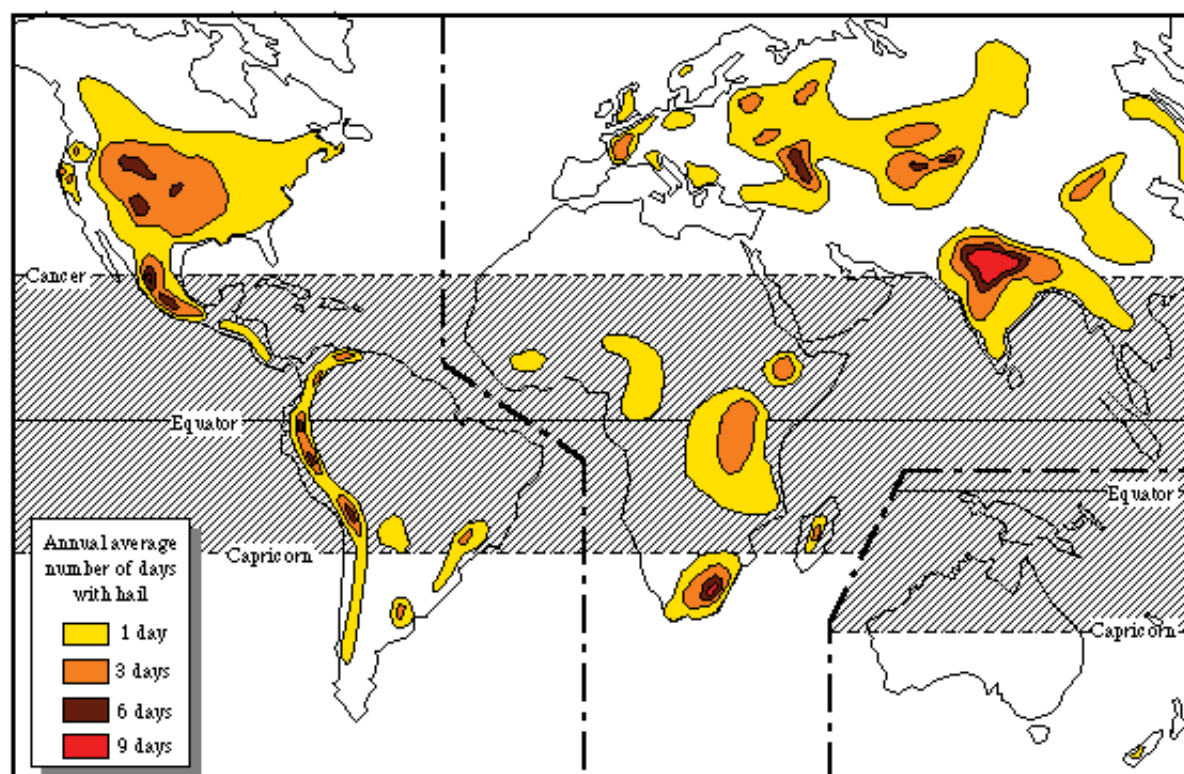 Cancer
Equator
Capricorn
Equator
Capricorn
Annual average
number of days
with hail
1 day
3 days
6 days
9 days